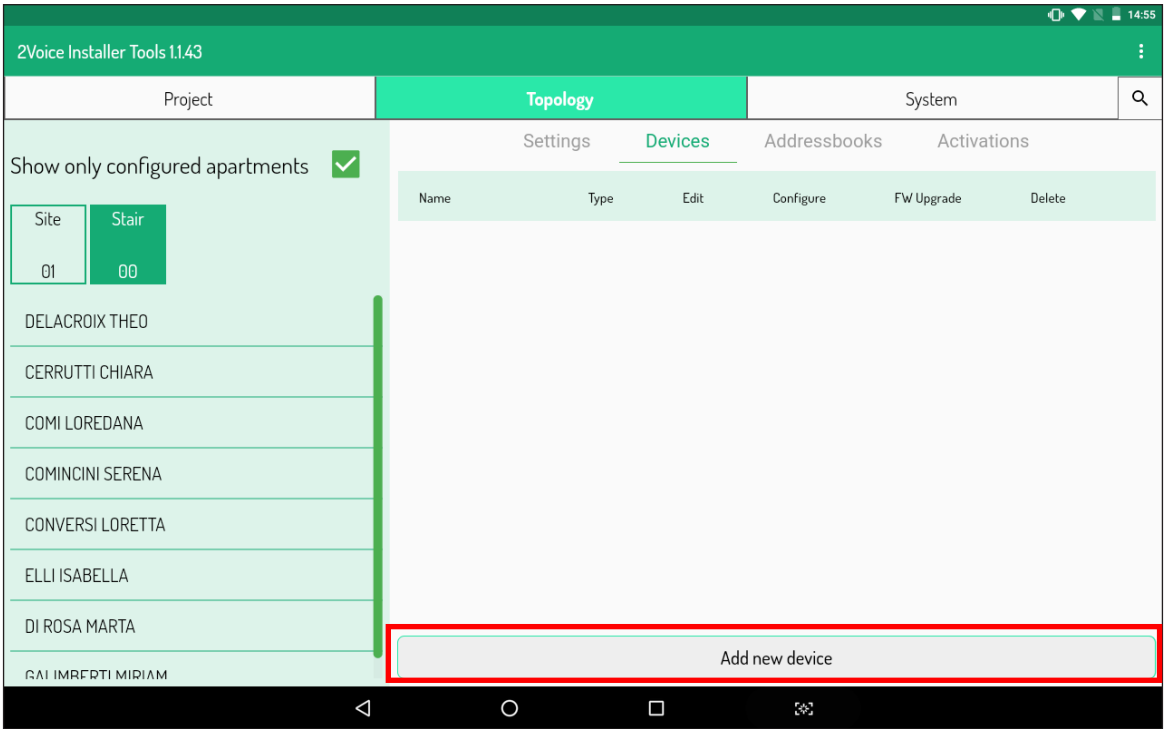 14:55
2Voice Installer Tools 1.1.43
Project
Topology
System
Show only configured apartments
Settings
Devices
Addressbooks
Activations
Name
Type
Edit
Configure
FW Upgrade
Delete
Site
Stair
01
00
DELACROIX THEO
CERRUTTI CHIARA
COMI LOREDANA
COMINCINI SERENA
CONVERSI LORETTA
ELLI ISABELLA
DI ROSA MARTA
GALIMBERTI MIRIAM
Add new device